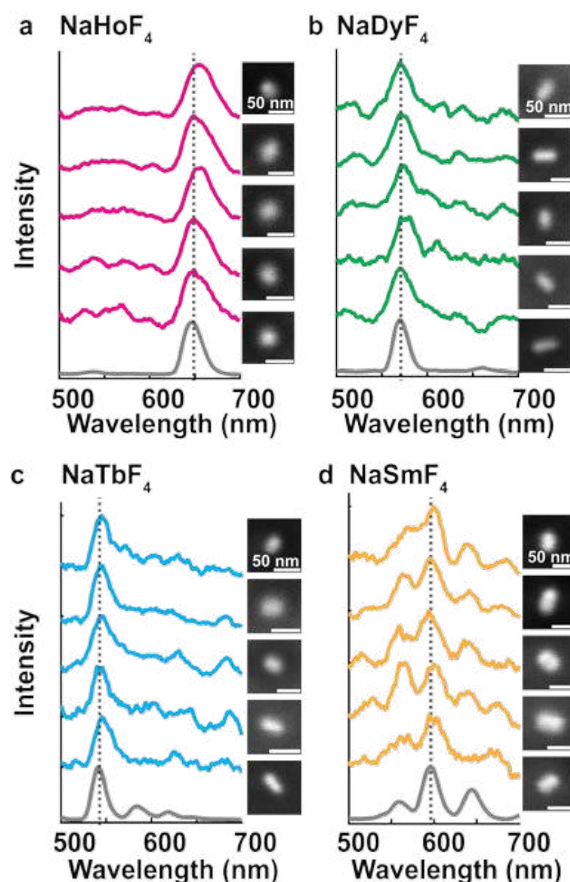 a NaHoF₄
b NaDyF₄
50 nm
50 nm
Intensity
500 600 700
Wavelength (nm)
500 600 700
Wavelength (nm)
c NaTbF₄
d NaSmF₄
50 nm
50 nm
Intensity
500 600 700
Wavelength (nm)
500 600 700
Wavelength (nm)